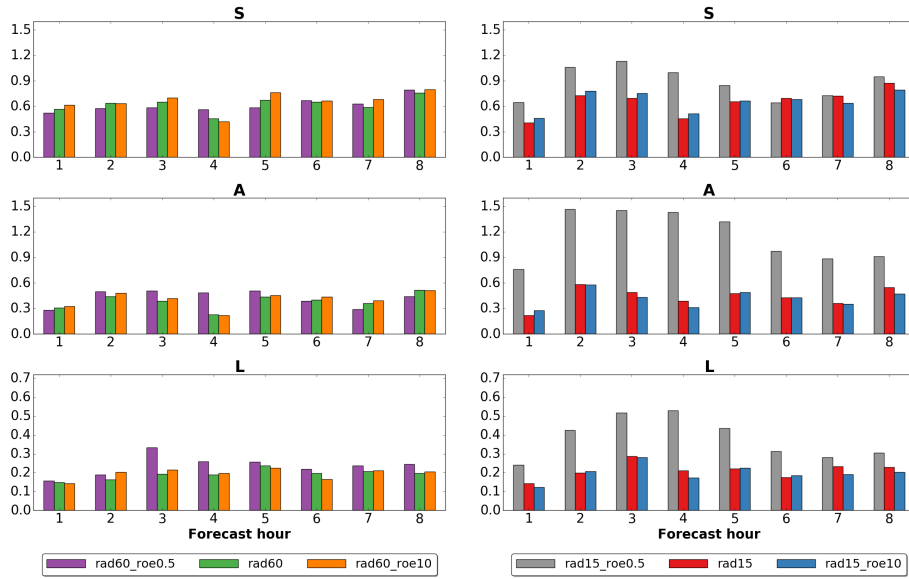 S
1.5
1.2
0.9
0.6
0.3
0.0
1 2 3 4 5 6 7 8
A
1.5
1.2
0.9
0.6
0.3
0.0
1 2 3 4 5 6 7 8
L
0.7
0.6
0.5
0.4
0.3
0.2
0.1
0.0
1 2 3 4 5 6 7 8
Forecast hour
rad60_roe0.5 rad60 rad60_roe10
S
1.5
1.2
0.9
0.6
0.3
0.0
1 2 3 4 5 6 7 8
A
1.5
1.2
0.9
0.6
0.3
0.0
1 2 3 4 5 6 7 8
L
0.7
0.6
0.5
0.4
0.3
0.2
0.1
0.0
1 2 3 4 5 6 7 8
Forecast hour
rad15_roe0.5 rad15 rad15_roe10